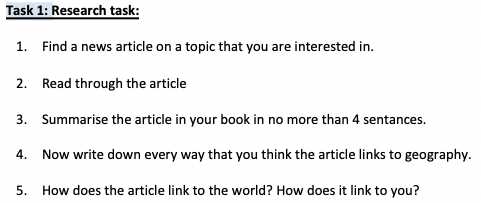 Task 1: Research task:
1. Find a news article on a topic that you are interested in.
2. Read through the article
3. Summarise the article in your book in no more than 4 sentances.
4. Now write down every way that you think the article links to geography.
5. How does the article link to the world? How does it link to you?